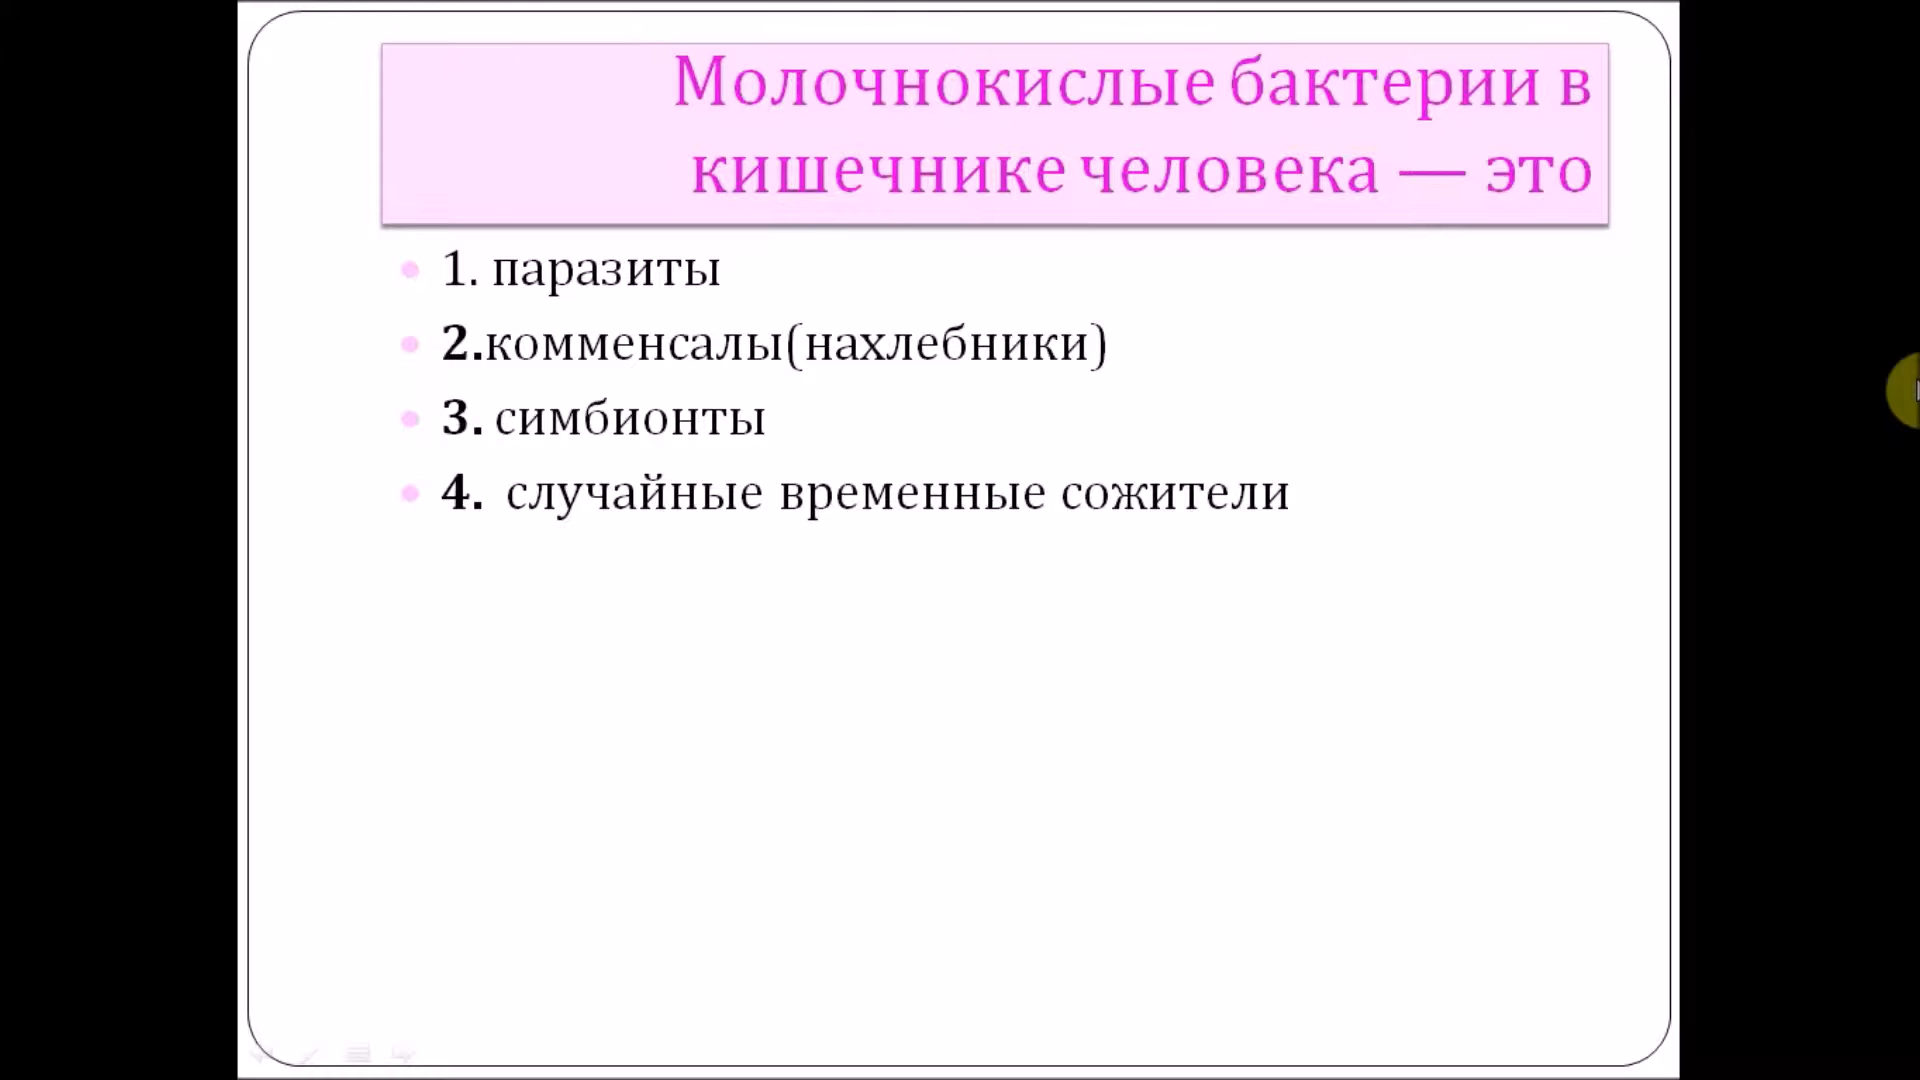 Молочнокислые бактерии в
кишечнике человека — это
1. паразиты
2.комменсалы(нахлебники)
3. симбионты
4. случайные временные сожители